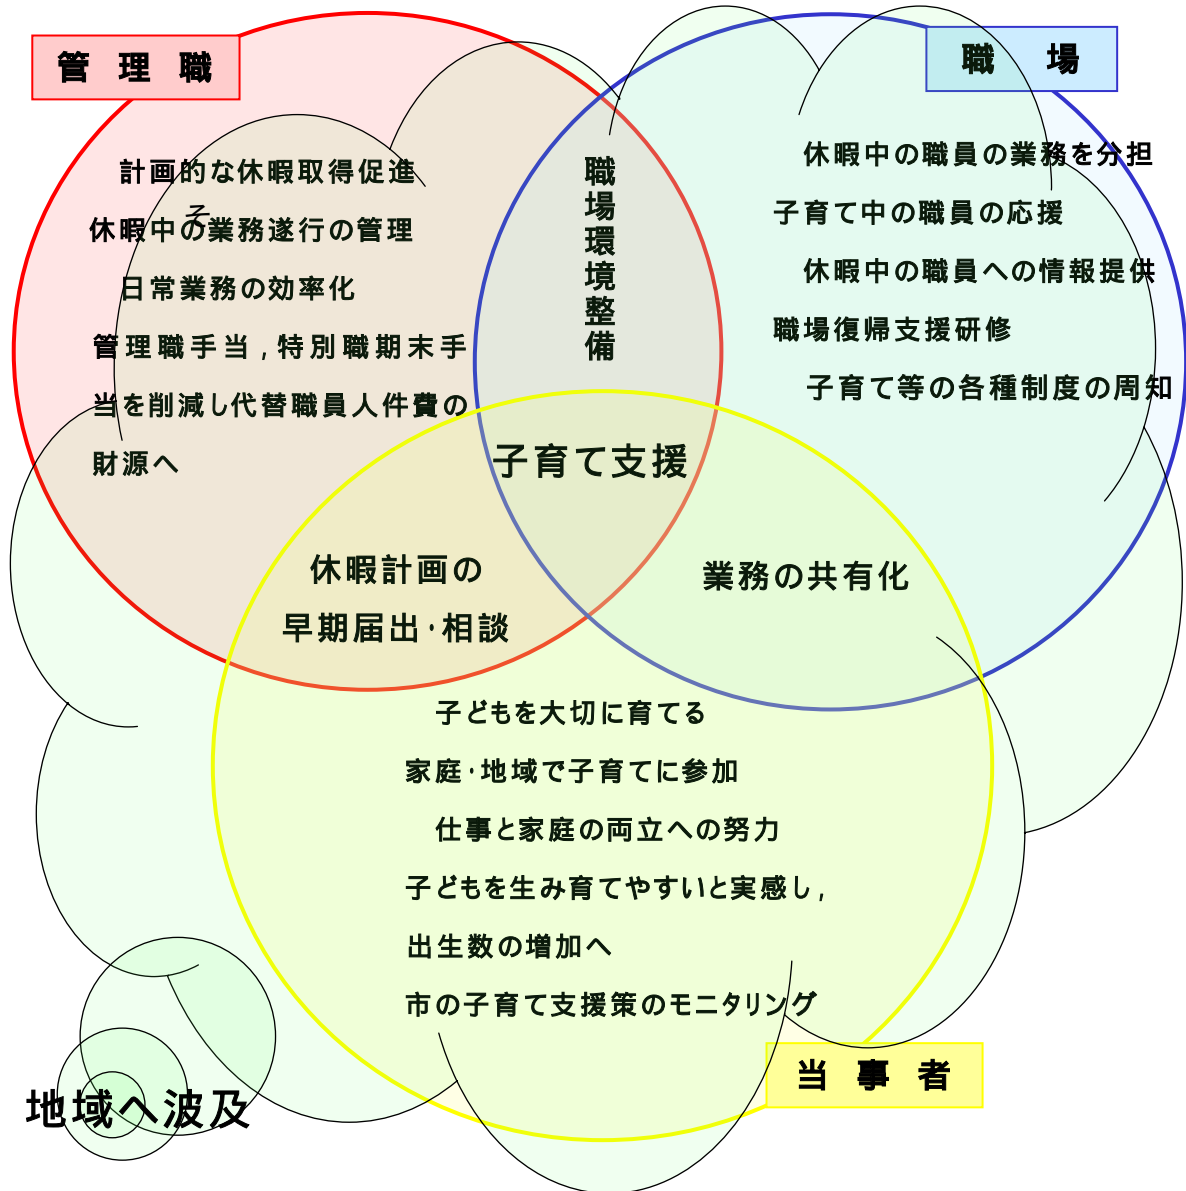 管理職
職場
計画的な休暇取得促進
そ
休暇中の業務遂行の管理
日常業務の効率化
管理職手当,特別職期末手
当を削減し代替職員人件費の
財源へ
職場環境整備
休暇中の職員の業務を分担
子育て中の職員の応援
休暇中の職員への情報提供
職場復帰支援研修
子育て等の各種制度の周知
子育て支援
休暇計画の
早期届出・相談
業務の共有化
子どもを大切に育てる
家庭・地域で子育てに参加
仕事と家庭の両立への努力
子どもを生み育てやすいと実感し,
出生数の増加へ
市の子育て支援策のモニタリング
当事者
地域へ波及